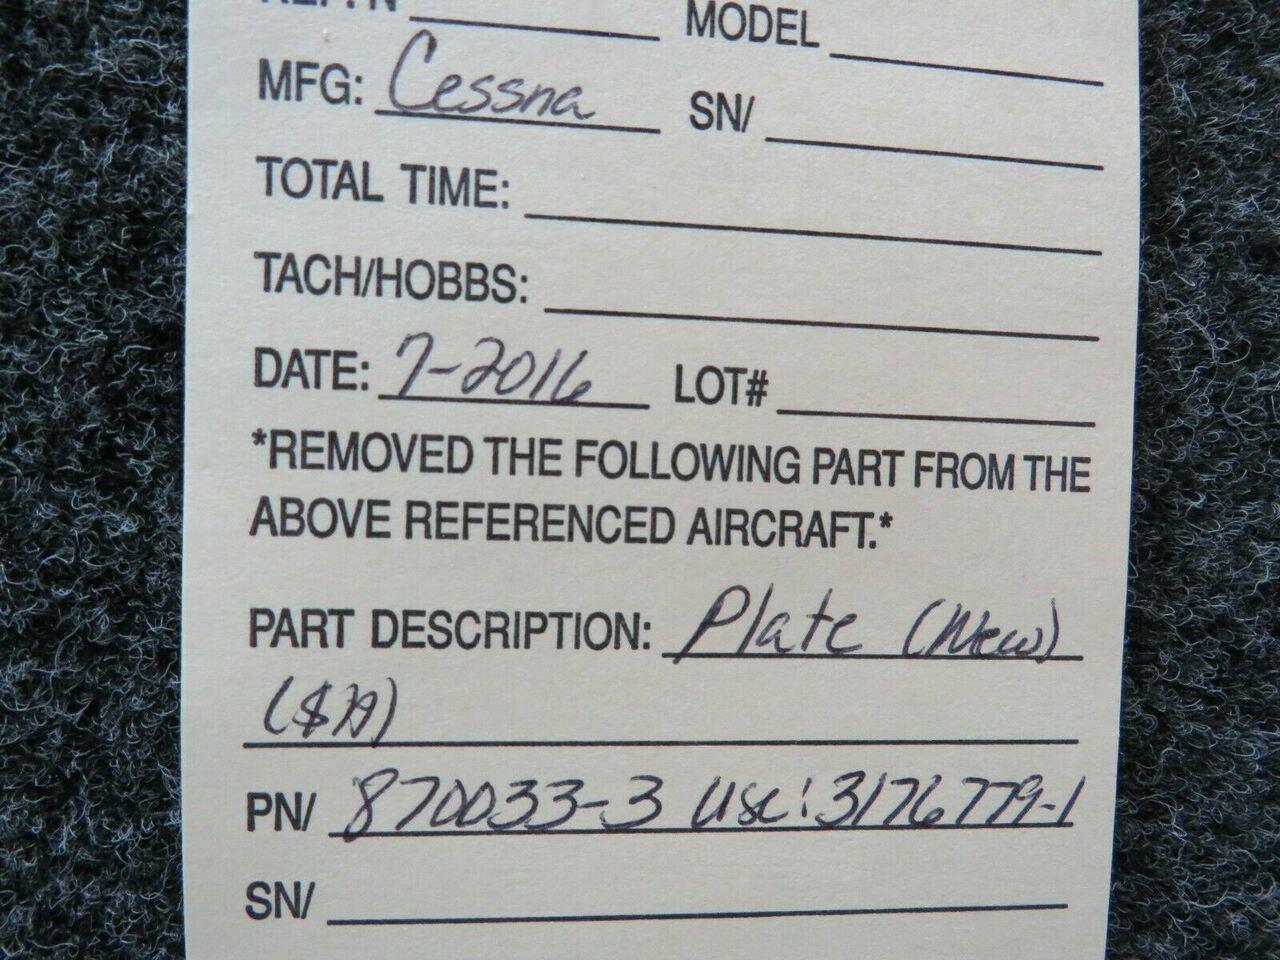 MODEL
MFG: Cessna SN/
TOTAL TIME:
TACH/HOBBS:
DATE: 7-2016 LOT#
*REMOVED THE FOLLOWING PART FROM THE
ABOVE REFERENCED AIRCRAFT.*
PART DESCRIPTION: Plate (New)
PN/ 870033-3 use: 3176779-1
SN/